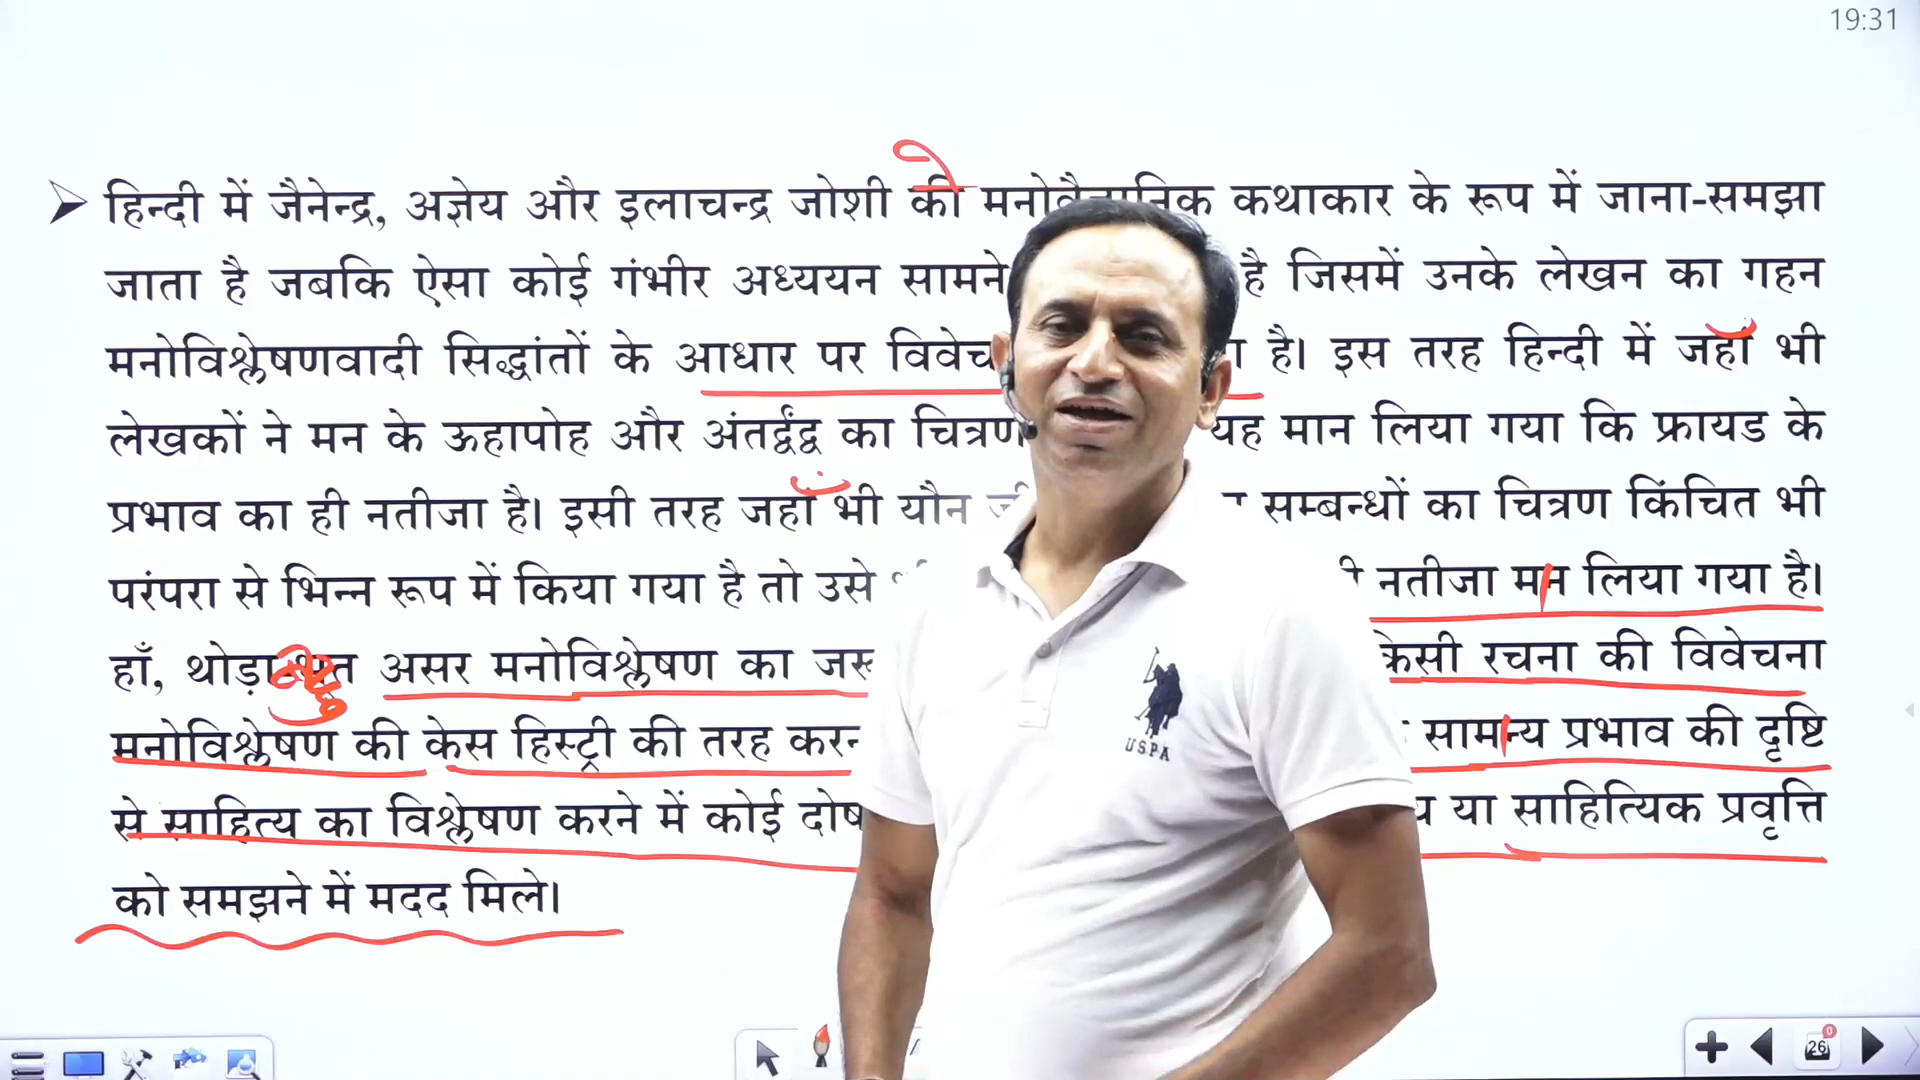 19:31
हिन्दी में जैनेन्द्र, अज्ञेय और इलाचन्द्र जोशी को मनोवैज्ञानिक कथाकार के रूप में जाना-समझा
जाता है जबकि ऐसा कोई गंभीर अध्ययन सामने है जिसमें उनके लेखन का गहन
मनोविश्लेषणवादी सिद्धांतों के आधार पर है। इस तरह हिन्दी में जहाँ भी
लेखकों ने मन के ऊहापोह और अंतर्द्वंद्व का चित्रण यह मान लिया गया कि फ्रायड के
प्रभाव का ही नतीजा है। इसी तरह जहाँ भी यौन सम्बन्धों का चित्रण किंचित भी
परंपरा से भिन्न रूप में किया गया है तो उसे नतीजा मान लिया गया है।
हाँ, थोड़ा असर मनोविश्लेषण का रचना की विवेचना
मनोविश्लेषण की केस हिस्ट्री की तरह सामान्य प्रभाव की दृष्टि
से साहित्य का विश्लेषण करने में कोई या साहित्यिक प्रवृत्ति
को समझने में मदद मिले।
USPA
26
0